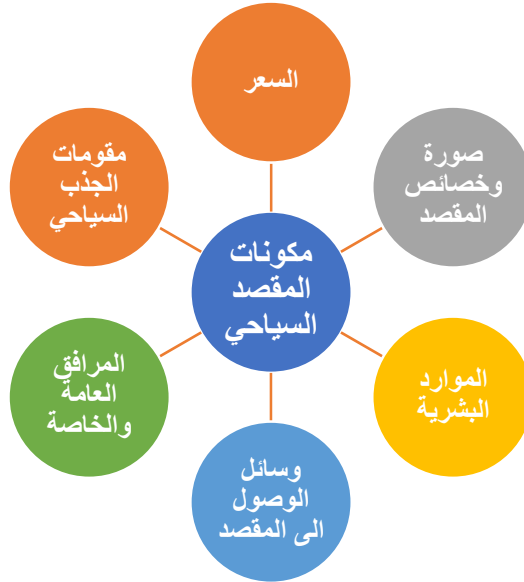 السعر
صورة
وخصائص
المقصد
مقومات
الجذب
السياحي
مكونات
المقصد
السياحي
الموارد
البشرية
المرافق
العامة
والخاصة
وسائل
الوصول
الى المقصد